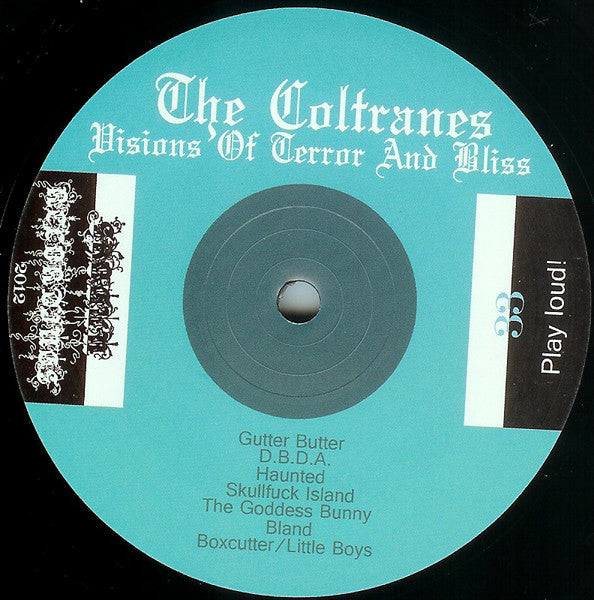 The Coltranes
Visions Of Terror And Bliss
2012
33
Play loud!
Gutter Butter
D.B.D.A.
Haunted
Skullfuck Island
The Goddess Bunny
Bland
Boxcutter/Little Boys